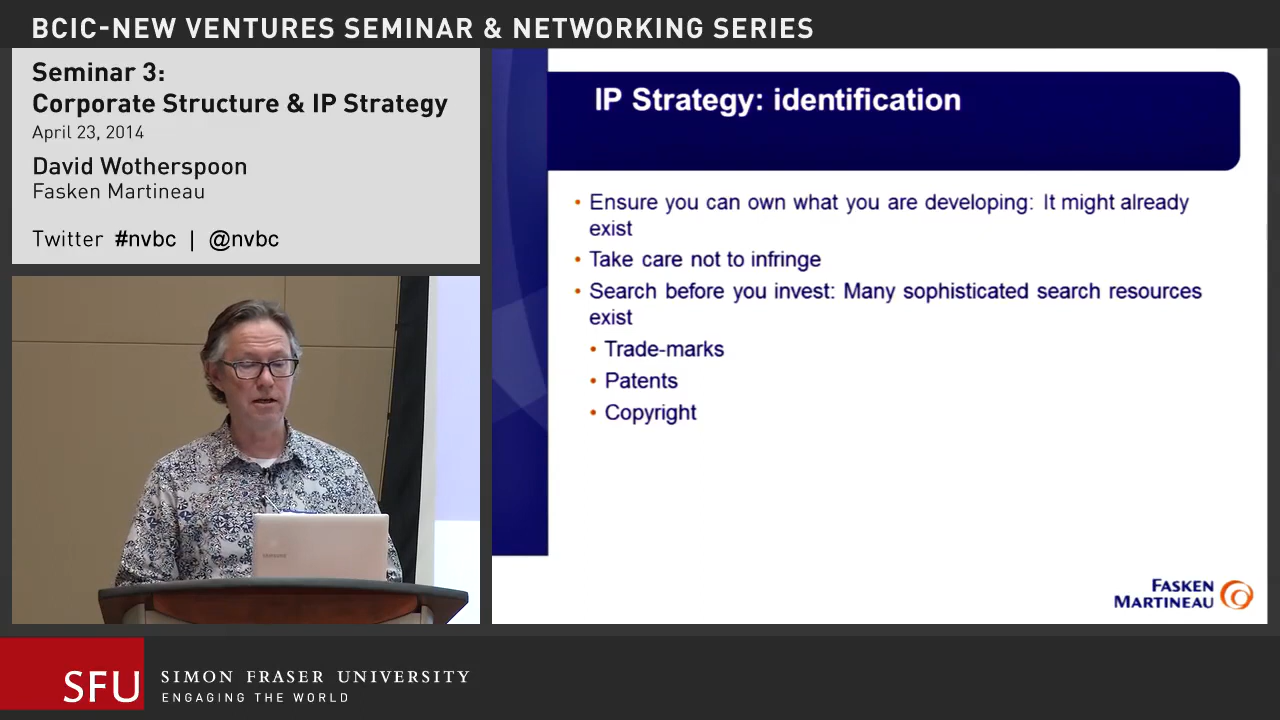 BCIC-NEW VENTURES SEMINAR & NETWORKING SERIES
Seminar 3:
Corporate Structure & IP Strategy
April 23, 2014
David Wotherspoon
Fasken Martineau
Twitter #nvbc | @nvbc
IP Strategy: identification
• Ensure you can own what you are developing: It might already
exist
• Take care not to infringe
• Search before you invest: Many sophisticated search resources
exist
• Trade-marks
• Patents
• Copyright
SAMSUNG
FASKEN
MARTINEAU
SFU
SIMON FRASER UNIVERSITY
ENGAGING THE WORLD